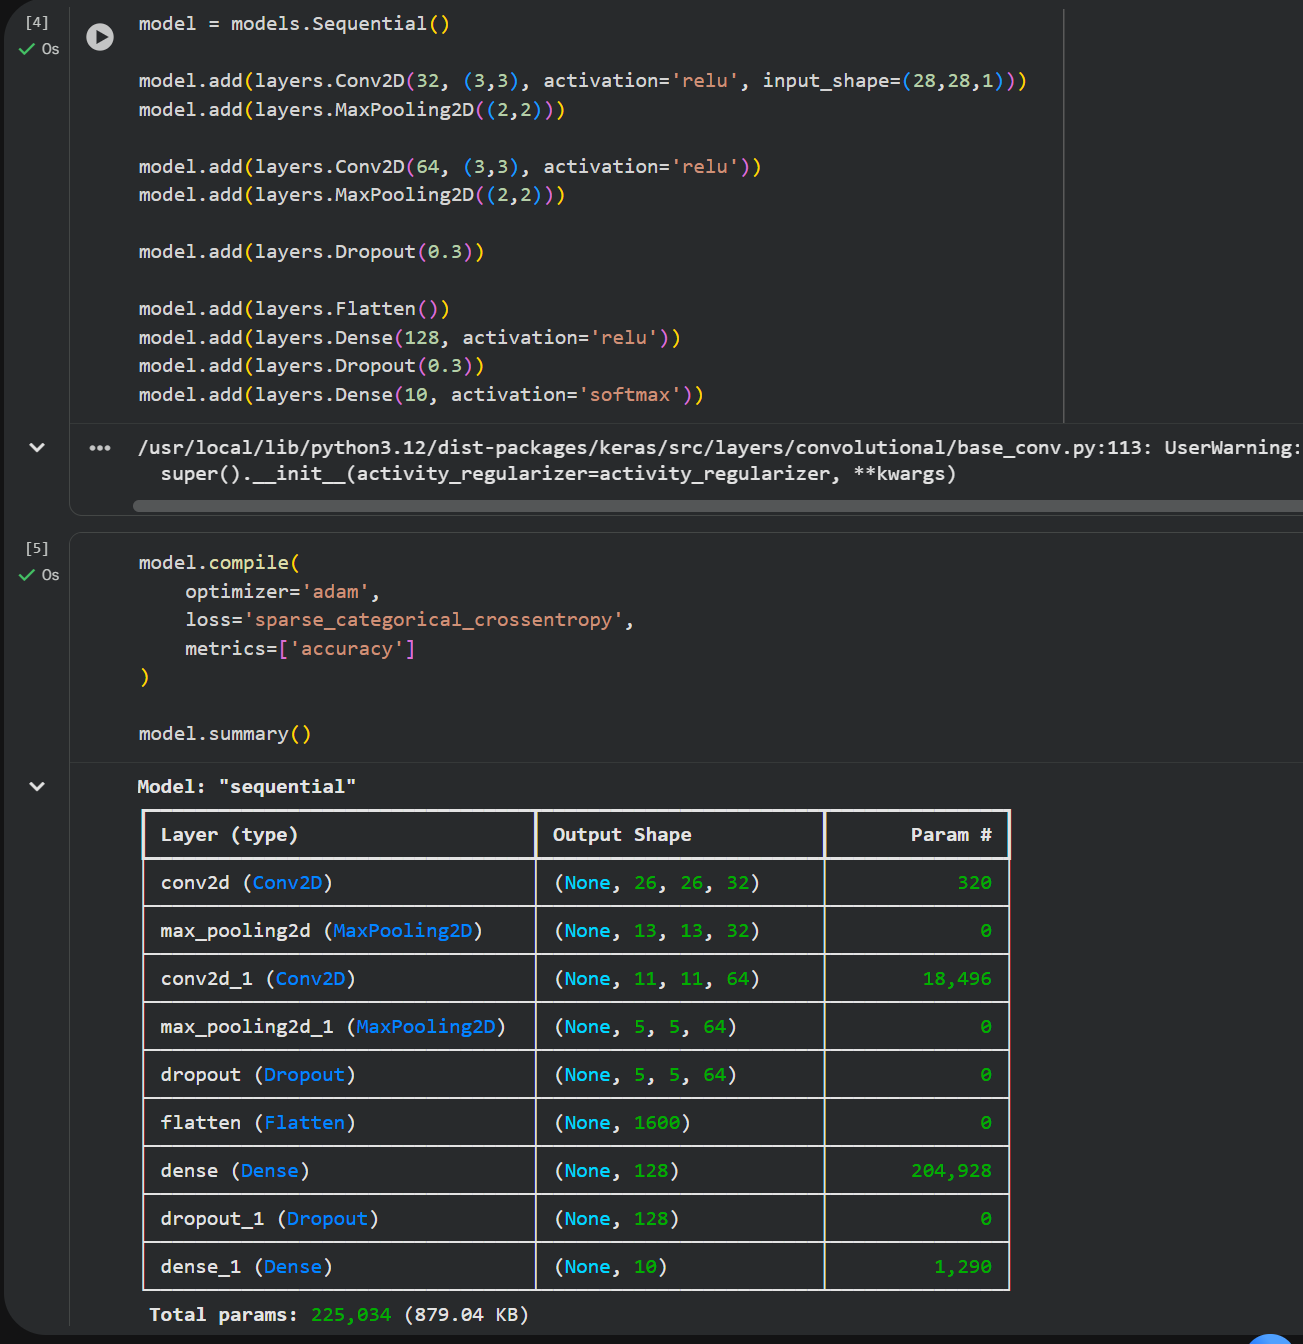 [4]
0s
model = models.Sequential()
model.add(layers.Conv2D(32, (3,3), activation='relu', input_shape=(28,28,1)))
model.add(layers.MaxPooling2D((2,2)))
model.add(layers.Conv2D(64, (3,3), activation='relu'))
model.add(layers.MaxPooling2D((2,2)))
model.add(layers.Dropout(0.3))
model.add(layers.Flatten())
model.add(layers.Dense(128, activation='relu'))
model.add(layers.Dropout(0.3))
model.add(layers.Dense(10, activation='softmax'))
/usr/local/lib/python3.12/dist-packages/keras/src/layers/convolutional/base_conv.py:113: UserWarning:
super().__init__(activity_regularizer=activity_regularizer, **kwargs)
[5]
0s
model.compile(
optimizer='adam',
loss='sparse_categorical_crossentropy',
metrics=['accuracy']
)
model.summary()
Model: "sequential"
Layer (type) Output Shape Param #
conv2d (Conv2D) (None, 26, 26, 32) 320
max_pooling2d (MaxPooling2D) (None, 13, 13, 32) 0
conv2d_1 (Conv2D) (None, 11, 11, 64) 18,496
max_pooling2d_1 (MaxPooling2D) (None, 5, 5, 64) 0
dropout (Dropout) (None, 5, 5, 64) 0
flatten (Flatten) (None, 1600) 0
dense (Dense) (None, 128) 204,928
dropout_1 (Dropout) (None, 128) 0
dense_1 (Dense) (None, 10) 1,290
Total params: 225,034 (879.04 KB)